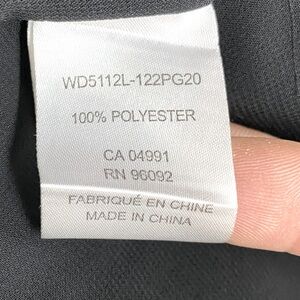 WD5112L-122PG20
100% POLYESTER
CA 04991
RN 96092
FABRIQUÉ EN CHINE
MADE IN CHINA